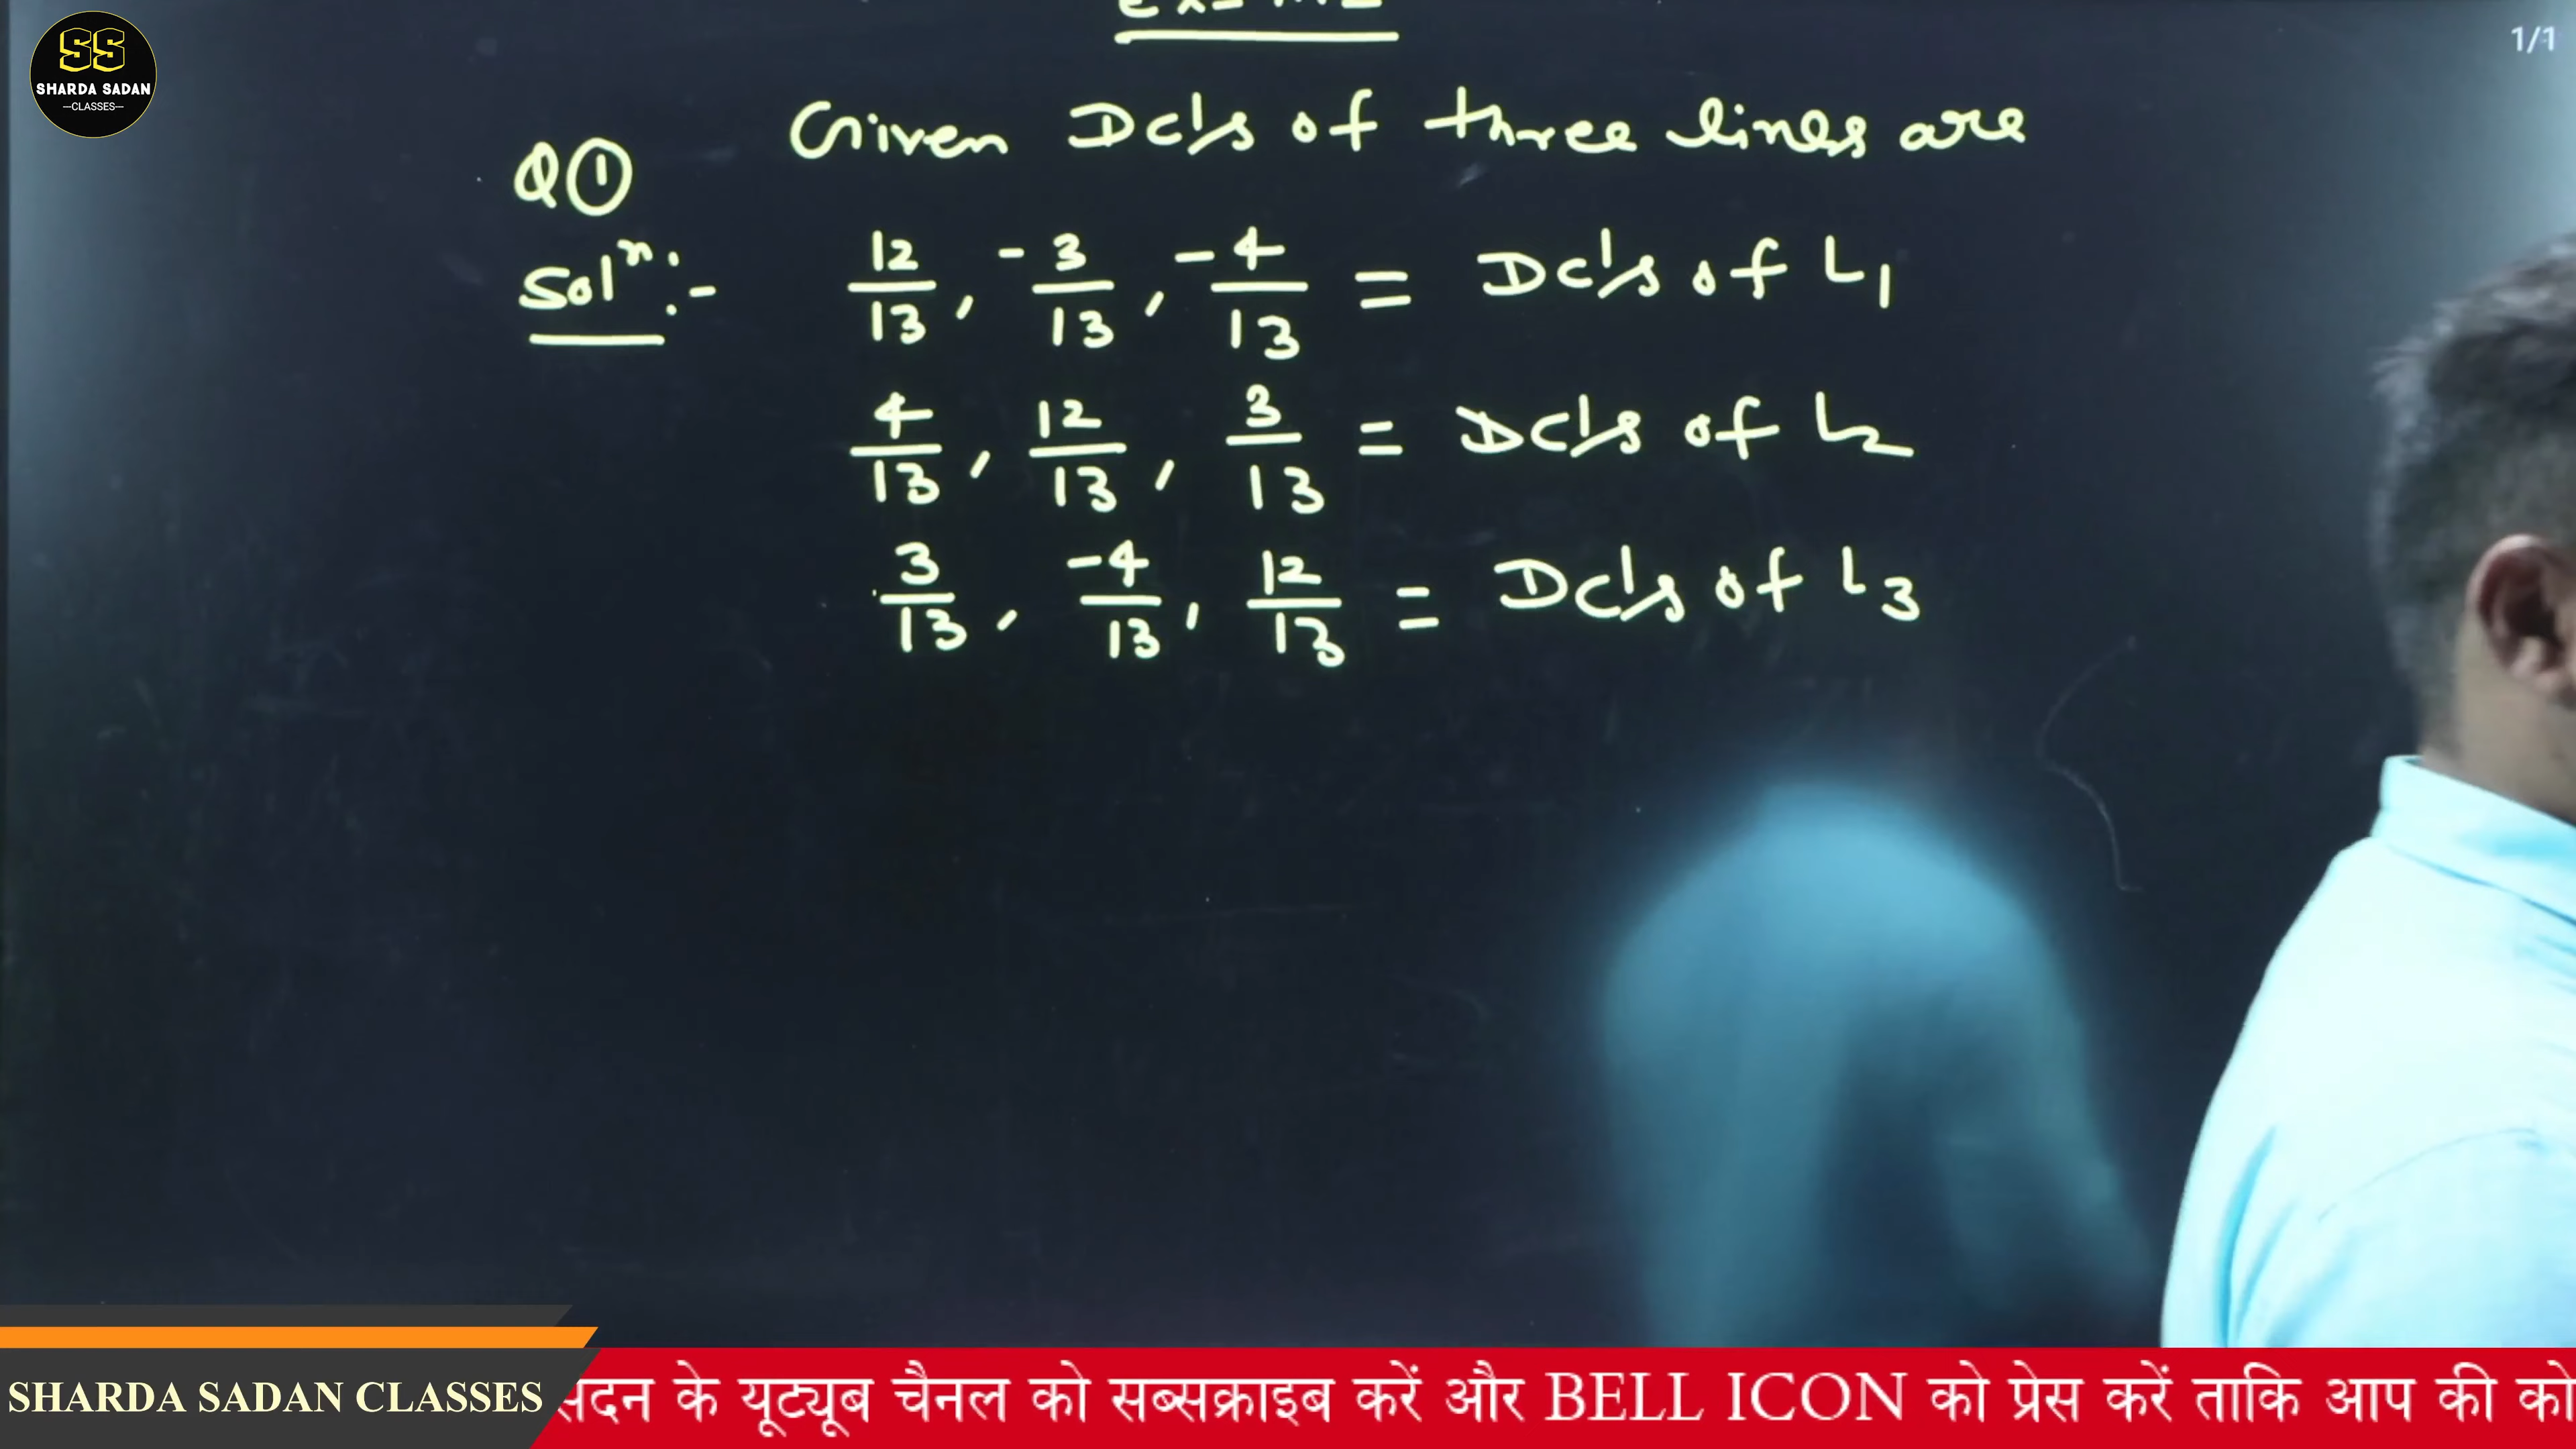 SS
SHARDA SADAN
—CLASSES—
1/1
Given Dc's of three lines are
Q①
Solⁿ:- 12/13, -3/13, -4/13 = Dc's of L₁
4/13, 12/13, 3/13 = Dc's of L₂
3/13, -4/13, 12/13 = Dc's of L₃
SHARDA SADAN CLASSES
सदन के यूट्यूब चैनल को सब्सक्राइब करें और BELL ICON को प्रेस करें ताकि आप की को